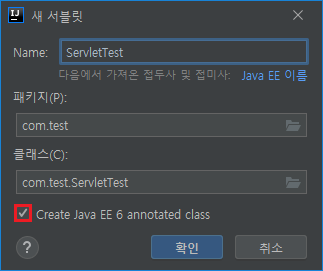 새 서블릿
Name: ServletTest
다음에서 가져온 접두사 및 접미사: Java EE 이름
패키지(P):
com.test
클래스(C):
com.test.ServletTest
Create Java EE 6 annotated class
? 확인 취소